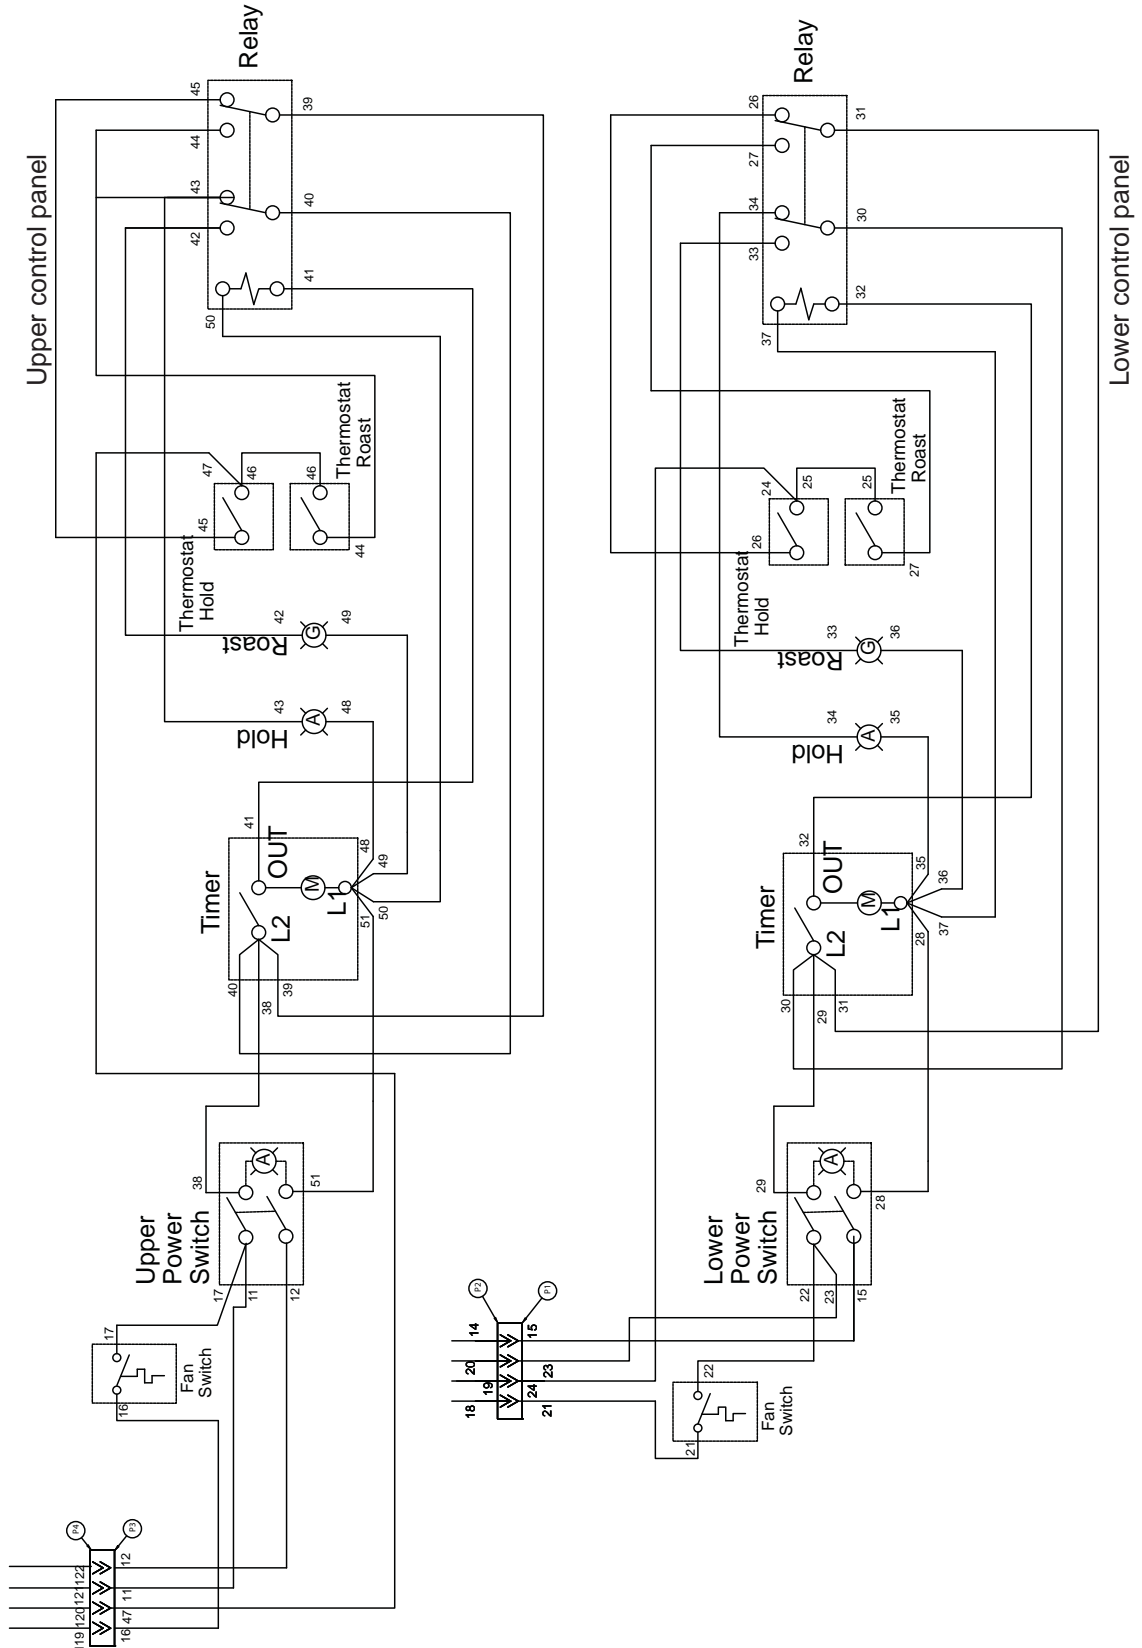 Upper control panel
Relay
45
44
43
42
39
40
41
50
47
46
46
45
44
Thermostat
Roast
Thermostat
Hold
42
49
Roast
G
43
48
Hold
A
41
OUT
M
L1
L2
Timer
48
49
50
51
40
38
39
38
51
A
Upper
Power
Switch
17
11
12
17
16
Fan
Switch
P4
P3
122
121
120
119
12
11
47
16
Lower control panel
Relay
26
27
34
33
31
30
32
37
24
25
25
26
27
Thermostat
Roast
Thermostat
Hold
33
36
Roast
G
34
35
Hold
A
32
OUT
M
L1
L2
Timer
35
36
37
28
30
29
31
29
28
A
Lower
Power
Switch
22
23
15
P2
P1
14
20
19
18
15
23
24
21
22
21
Fan
Switch